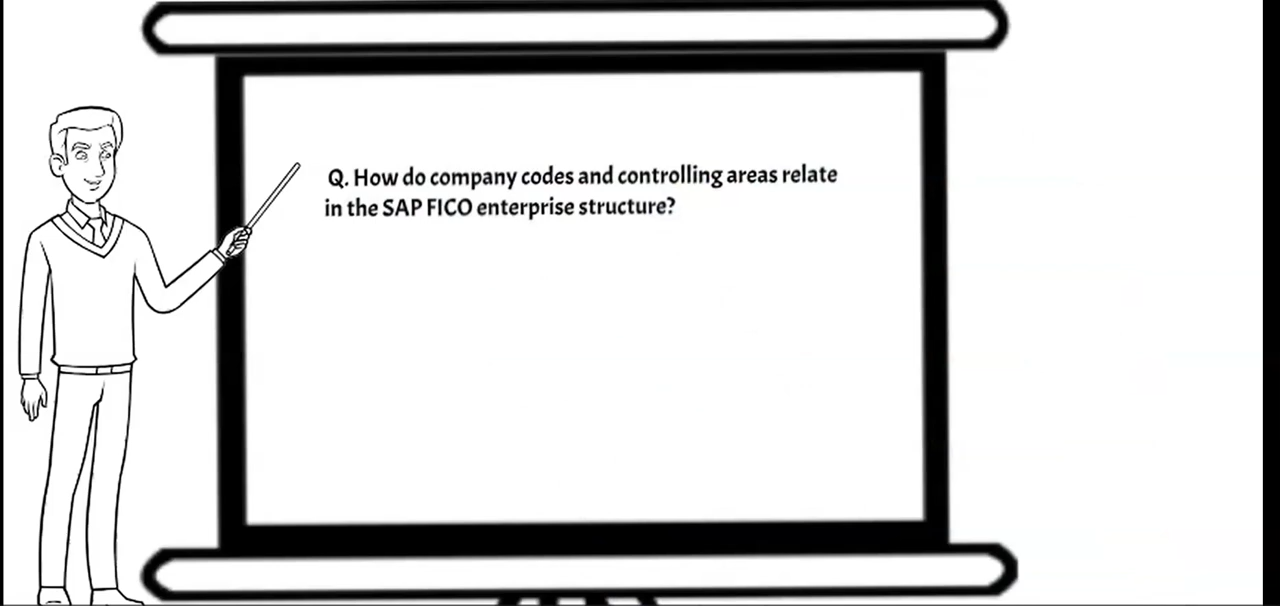 Q. How do company codes and controlling areas relate
in the SAP FICO enterprise structure?